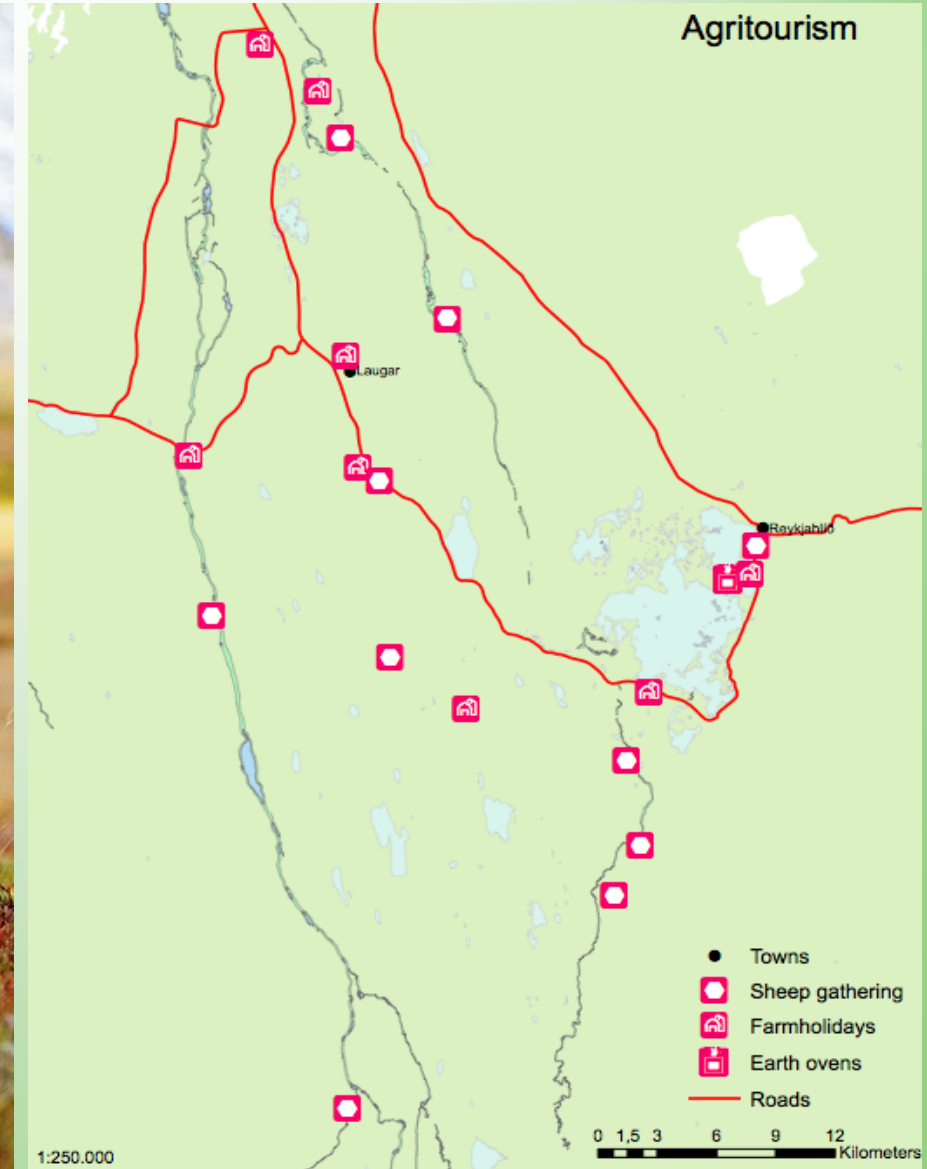 Agritourism
Laugar
Reykjahlíð
3
Towns
Sheep gathering
Farmholidays
Earth ovens
Roads
0 1,5 3 6 9 12
Kilometers
1:250.000